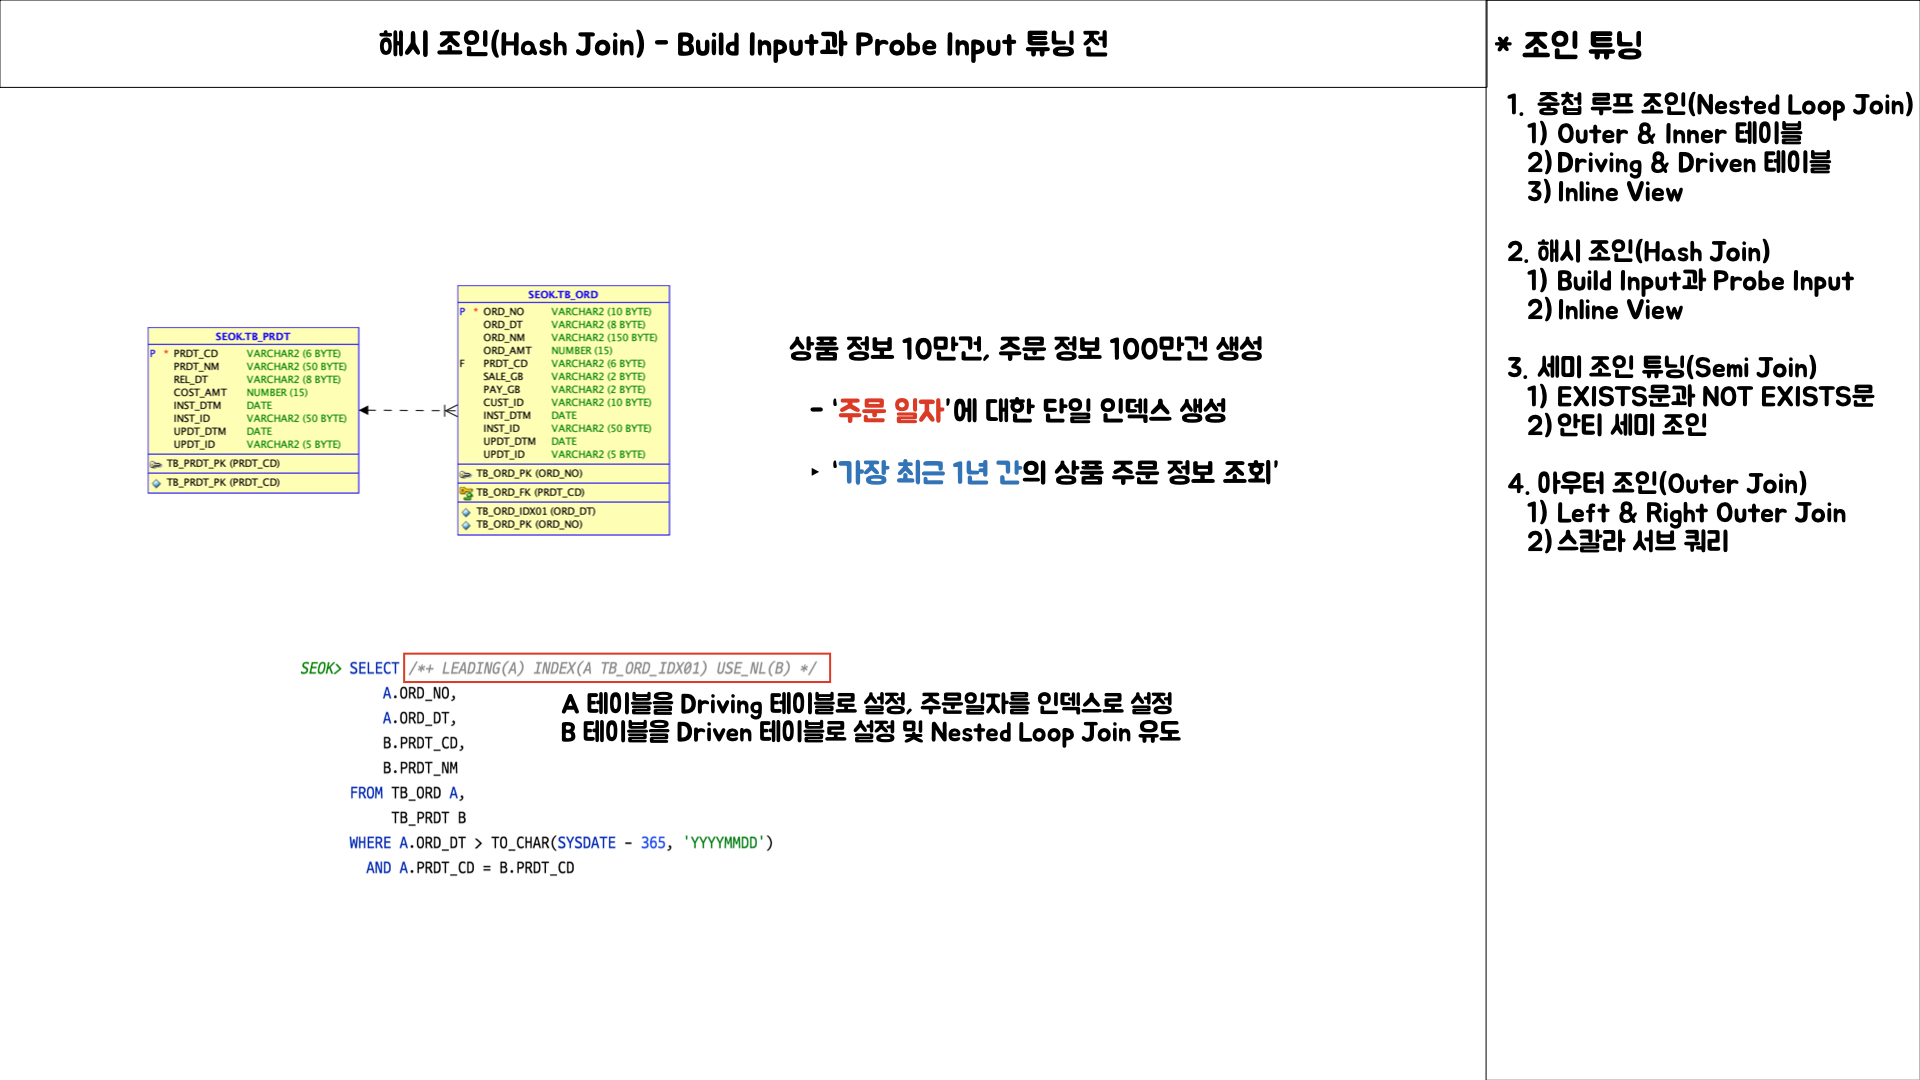 해시 조인(Hash Join) - Build Input과 Probe Input 튜닝 전
SEOK.TB_PRDT
P * PRDT_CD VARCHAR2 (6 BYTE)
PRDT_NM VARCHAR2 (50 BYTE)
REL_DT VARCHAR2 (8 BYTE)
COST_AMT NUMBER (15)
INST_DTM DATE
INST_ID VARCHAR2 (50 BYTE)
UPDT_DTM DATE
UPDT_ID VARCHAR2 (5 BYTE)
TB_PRDT_PK (PRDT_CD)
TB_PRDT_PK (PRDT_CD)
SEOK.TB_ORD
P * ORD_NO VARCHAR2 (10 BYTE)
ORD_DT VARCHAR2 (8 BYTE)
ORD_NM VARCHAR2 (150 BYTE)
ORD_AMT NUMBER (15)
F PRDT_CD VARCHAR2 (6 BYTE)
SALE_GB VARCHAR2 (2 BYTE)
PAY_GB VARCHAR2 (2 BYTE)
CUST_ID VARCHAR2 (10 BYTE)
INST_DTM DATE
INST_ID VARCHAR2 (50 BYTE)
UPDT_DTM DATE
UPDT_ID VARCHAR2 (5 BYTE)
TB_ORD_PK (ORD_NO)
TB_ORD_FK (PRDT_CD)
TB_ORD_IDX01 (ORD_DT)
TB_ORD_PK (ORD_NO)
상품 정보 10만건, 주문 정보 100만건 생성
- '주문 일자'에 대한 단일 인덱스 생성
‣ '가장 최근 1년 간의 상품 주문 정보 조회'
SEOK> SELECT /*+ LEADING(A) INDEX(A TB_ORD_IDX01) USE_NL(B) */
A.ORD_NO,
A.ORD_DT,
B.PRDT_CD,
B.PRDT_NM
FROM TB_ORD A,
TB_PRDT B
WHERE A.ORD_DT > TO_CHAR(SYSDATE - 365, 'YYYYMMDD')
AND A.PRDT_CD = B.PRDT_CD
A 테이블을 Driving 테이블로 설정, 주문일자를 인덱스로 설정
B 테이블을 Driven 테이블로 설정 및 Nested Loop Join 유도
* 조인 튜닝
1. 중첩 루프 조인(Nested Loop Join)
1) Outer & Inner 테이블
2) Driving & Driven 테이블
3) Inline View
2. 해시 조인(Hash Join)
1) Build Input과 Probe Input
2) Inline View
3. 세미 조인 튜닝(Semi Join)
1) EXISTS문과 NOT EXISTS문
2) 안티 세미 조인
4. 아우터 조인(Outer Join)
1) Left & Right Outer Join
2) 스칼라 서브 쿼리